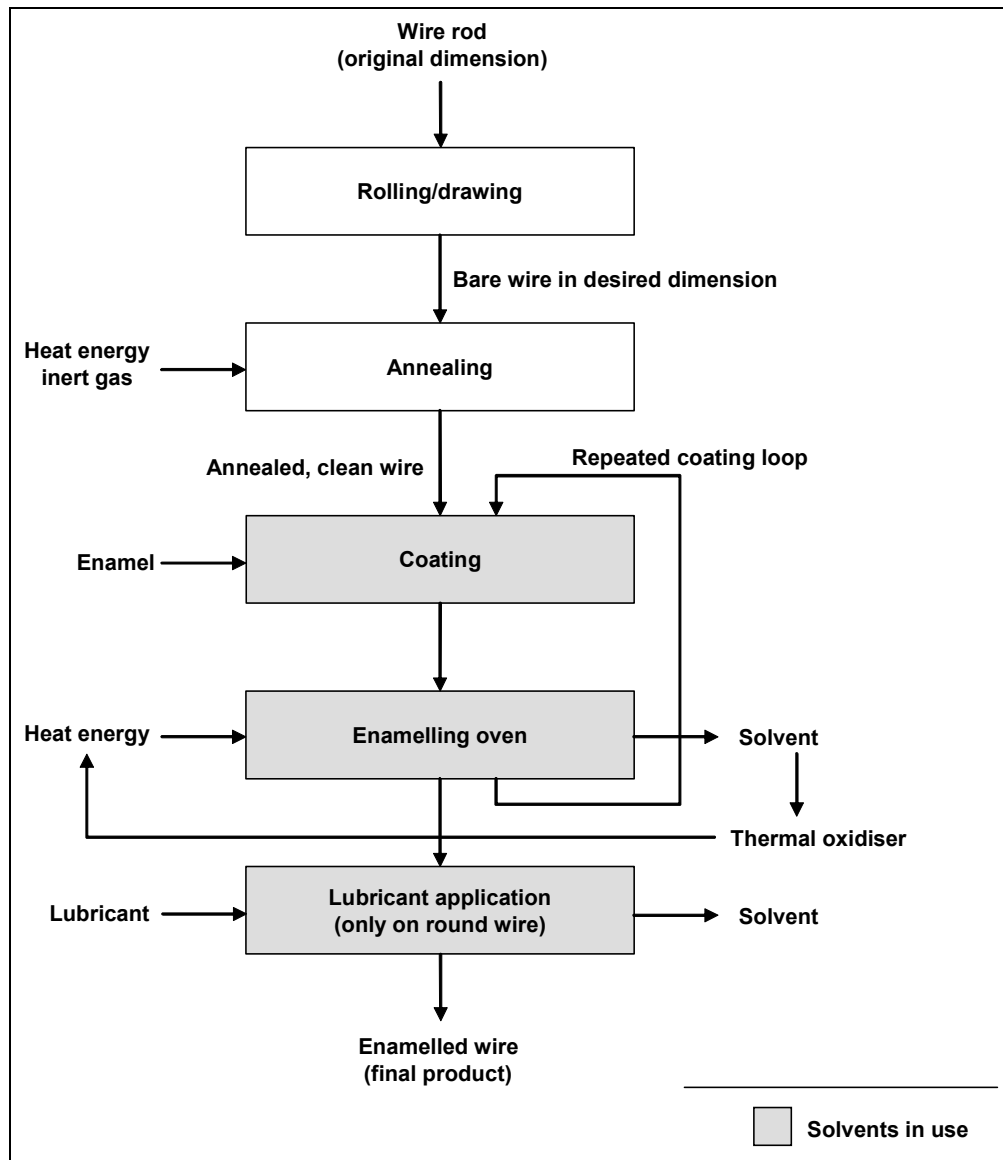 Wire rod
(original dimension)
Rolling/drawing
Bare wire in desired dimension
Heat energy
inert gas
Annealing
Annealed, clean wire
Repeated coating loop
Enamel
Coating
Heat energy
Enamelling oven
Solvent
Thermal oxidiser
Lubricant
Lubricant application
(only on round wire)
Solvent
Enamelled wire
(final product)
Solvents in use